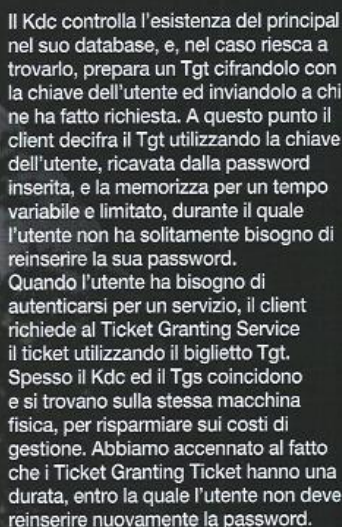 Il Kdc controlla l'esistenza del principal
nel suo database, e, nel caso riesca a
trovarlo, prepara un Tgt cifrandolo con
la chiave dell'utente ed inviandolo a chi
ne ha fatto richiesta. A questo punto il
client decifra il Tgt utilizzando la chiave
dell'utente, ricavata dalla password
inserita, e la memorizza per un tempo
variabile e limitato, durante il quale
l'utente non ha solitamente bisogno di
reinserire la sua password.
Quando l'utente ha bisogno di
autenticarsi per un servizio, il client
richiede al Ticket Granting Service
il ticket utilizzando il biglietto Tgt.
Spesso il Kdc ed il Tgs coincidono
e si trovano sulla stessa macchina
fisica, per risparmiare sui costi di
gestione. Abbiamo accennato al fatto
che i Ticket Granting Ticket hanno una
durata, entro la quale l'utente non deve
reinserire nuovamente la password.